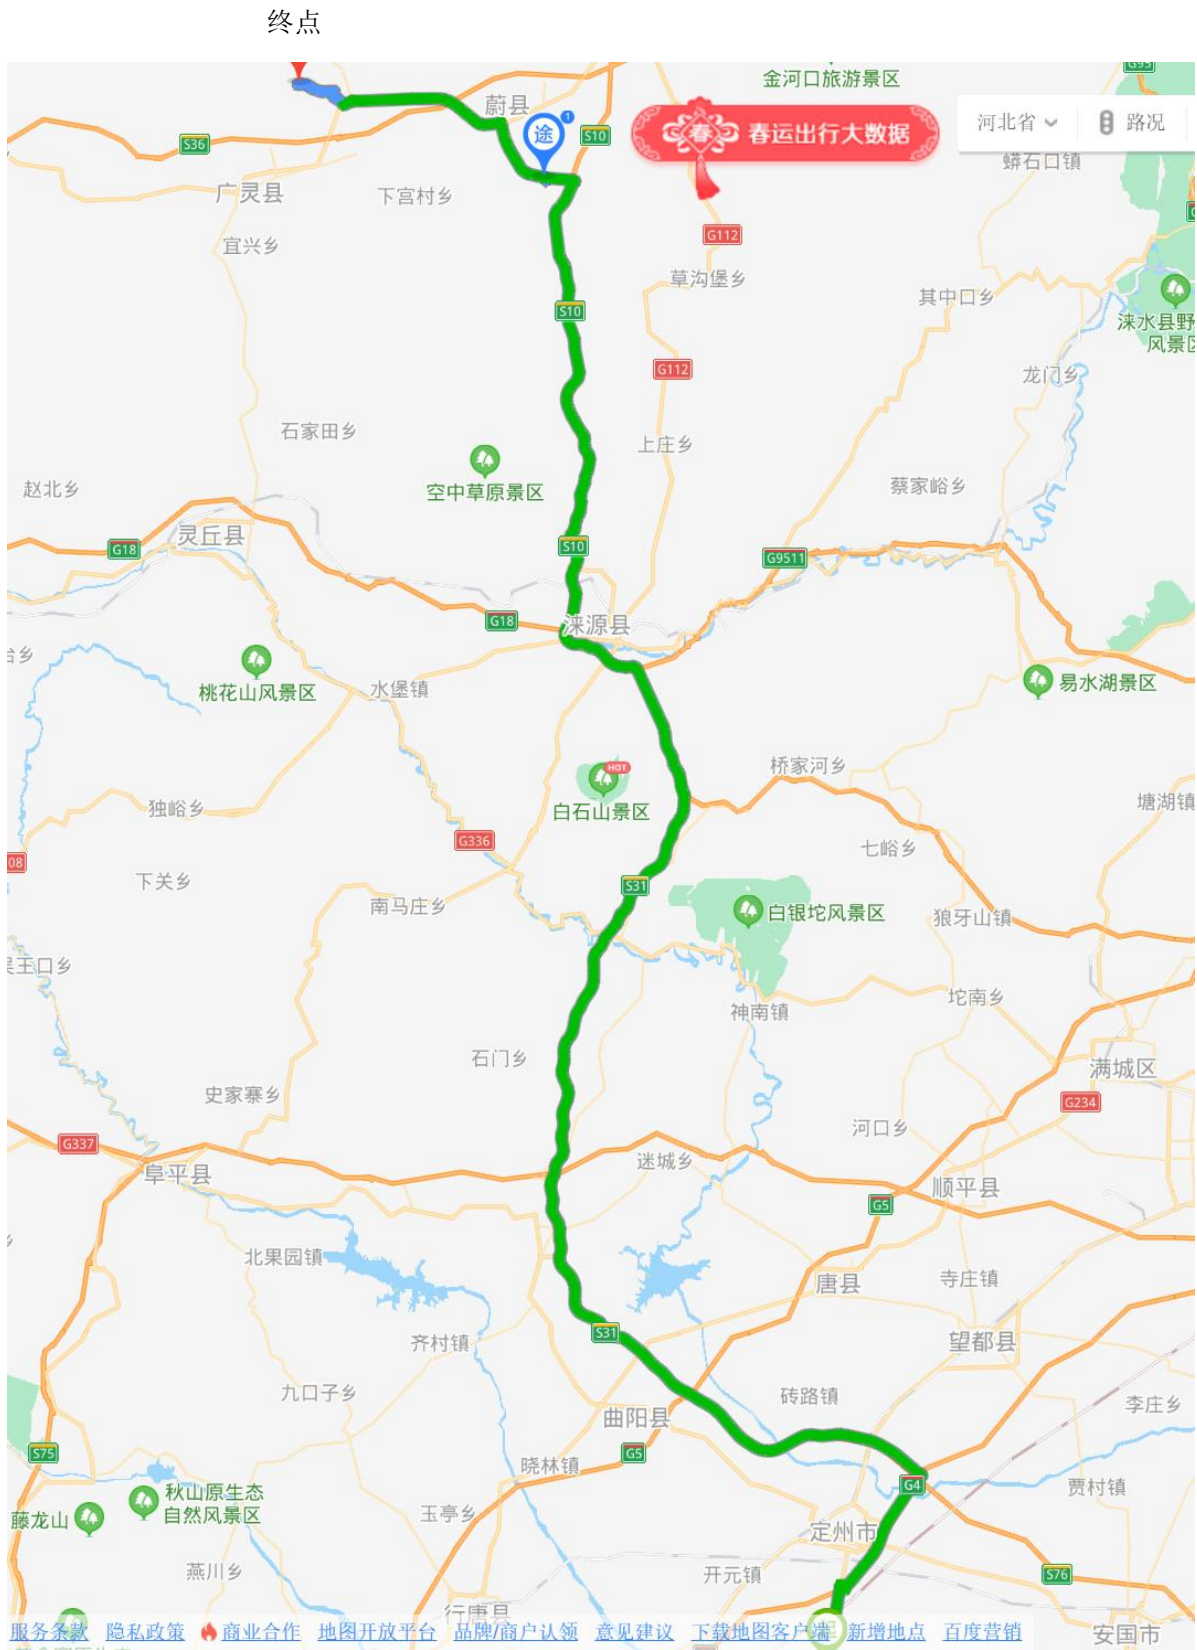 终点
金河口旅游景区
G95
蔚县
途
1
S10
春
春运出行大数据
河北省
路况
S36
蟒石口镇
广灵县
下宫村乡
宜兴乡
G112
草沟堡乡
其中口乡
S10
涞水县野
风景区
G112
龙门乡
石家田乡
上庄乡
空中草原景区
赵北乡
蔡家峪乡
灵丘县
G18
S10
G9511
G18
涞源县
桃花山风景区
水堡镇
易水湖景区
HOT
桥家河乡
白石山景区
独峪乡
塘湖镇
G336
七峪乡
08
下关乡
S31
南马庄乡
白银坨风景区
狼牙山镇
王口乡
坨南乡
神南镇
石门乡
满城区
史家寨乡
G234
河口乡
G337
迷城乡
阜平县
顺平县
G5
北果园镇
唐县
寺庄镇
S31
齐村镇
望都县
九口子乡
砖路镇
李庄乡
曲阳县
S75
G5
晓林镇
G4
贾村镇
秋山原生态
自然风景区
藤龙山
玉亭乡
定州市
燕川乡
开元镇
S76
行唐县
安国市
服务条款 隐私政策 商业合作 地图开放平台 品牌/商户认领 意见建议 下载地图客户端 新增地点 百度营销